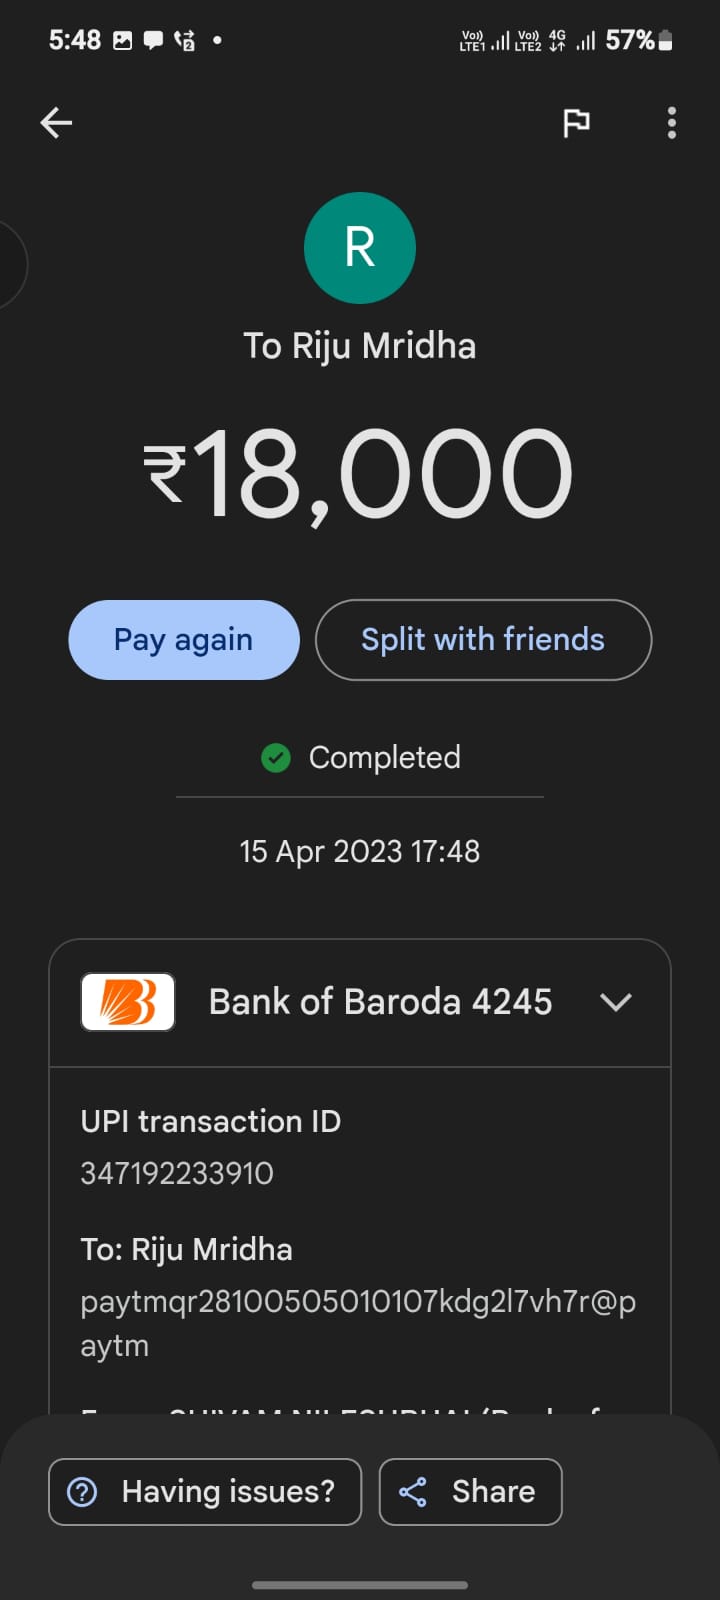 5:48 2 Vo)) LTE1 Vo)) LTE2 4G 57%
R
To Riju Mridha
₹18,000
Pay again Split with friends
Completed
15 Apr 2023 17:48
Bank of Baroda 4245
UPI transaction ID
347192233910
To: Riju Mridha
paytmqr28100505010107kdg2l7vh7r@p
aytm
Having issues? Share